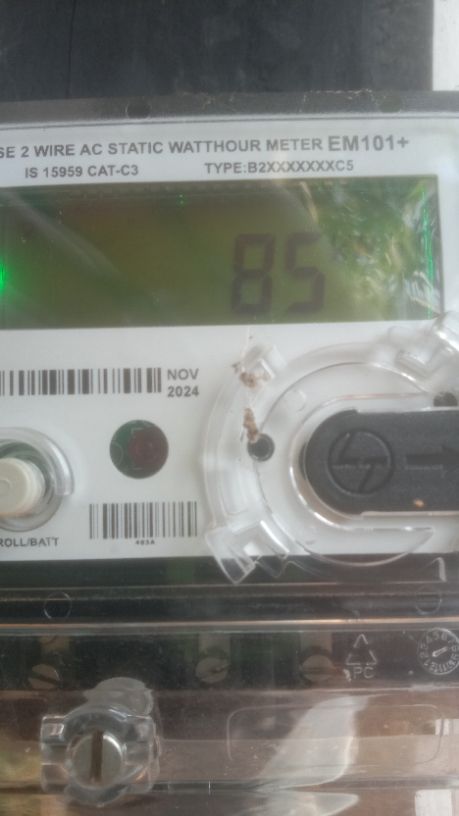 SE 2 WIRE AC STATIC WATTHOUR METER EM101+
IS 15959 CAT-C3 TYPE:B2XXXXXXXC5
85
NOV
2024
ROLL/BATT
PC